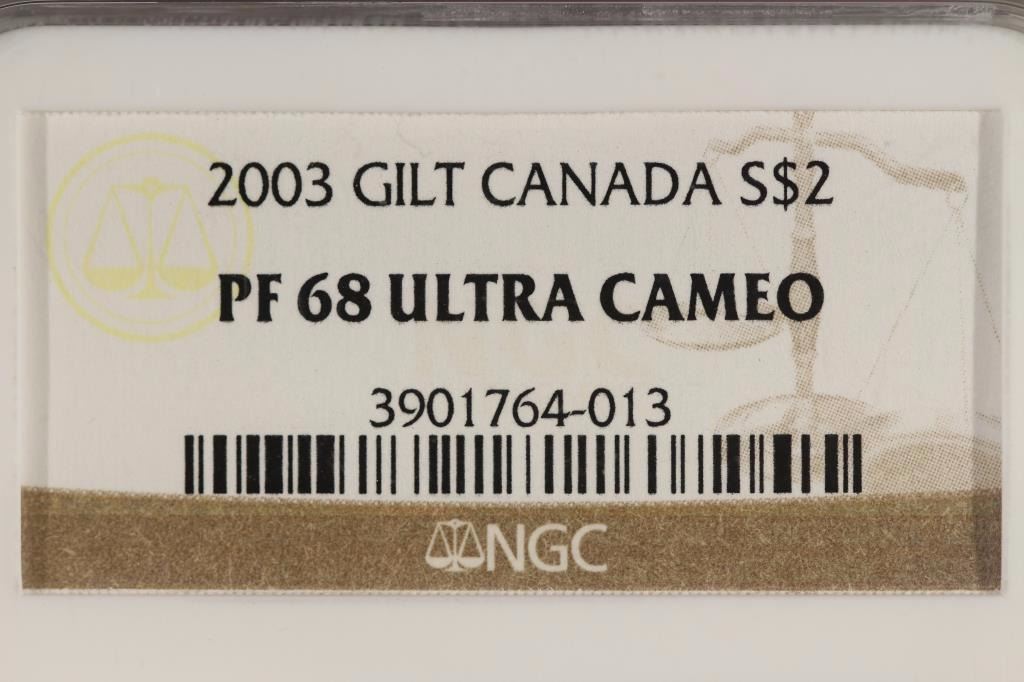 2003 GILT CANADA S$2
PF 68 ULTRA CAMEO
3901764-013
NGC